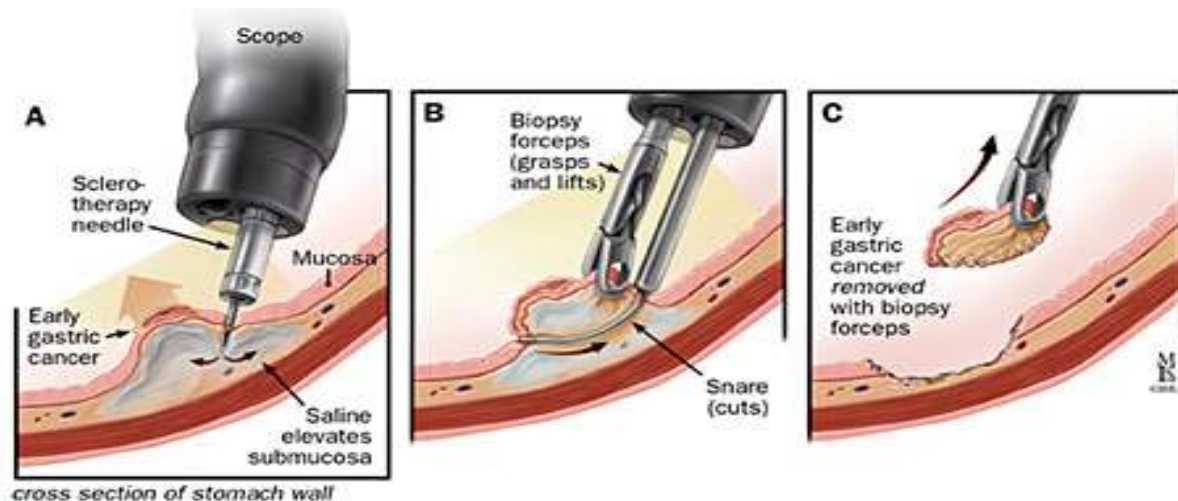 Scope
A
Sclero-
therapy
needle
Mucosa
Early
gastric
cancer
Saline
elevates
submucosa
cross section of stomach wall
B
Biopsy
forceps
(grasps
and lifts)
Snare
(cuts)
C
Early
gastric
cancer
removed
with biopsy
forceps